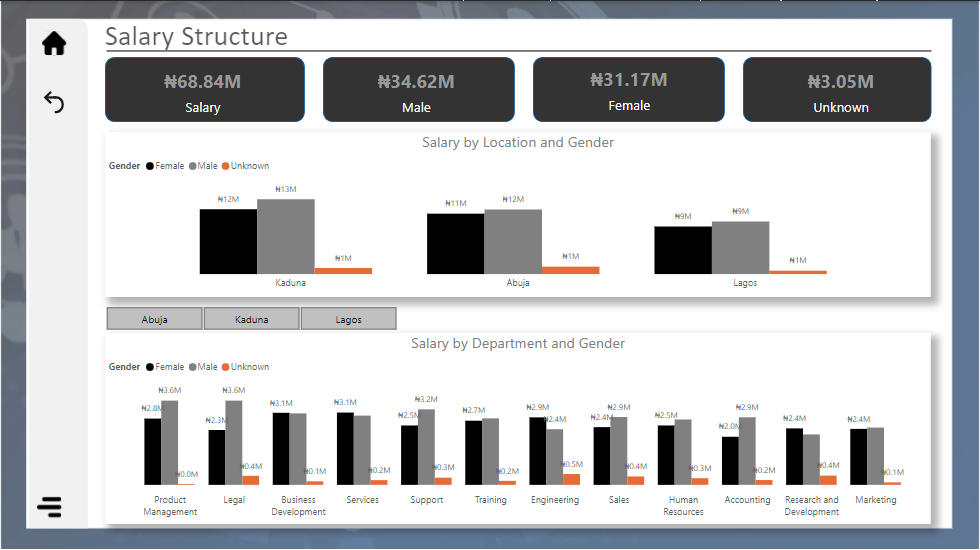 Salary Structure
₦68.84M
Salary
₦34.62M
Male
₦31.17M
Female
₦3.05M
Unknown
Salary by Location and Gender
Gender Female Male Unknown
₦12M ₦13M ₦1M
₦11M ₦12M ₦1M
₦9M ₦9M ₦1M
Kaduna Abuja Lagos
Abuja Kaduna Lagos
Salary by Department and Gender
Gender Female Male Unknown
₦2.8M ₦3.6M ₦0.0M
₦2.3M ₦3.6M ₦0.4M
₦3.1M ₦0.1M
₦3.1M ₦0.2M
₦2.5M ₦3.2M ₦0.3M
₦2.7M ₦0.2M
₦2.9M ₦2.4M ₦0.5M
₦2.4M ₦2.9M ₦0.4M
₦2.5M ₦0.3M
₦2.0M ₦2.9M ₦0.2M
₦2.4M ₦0.4M
₦2.4M ₦0.1M
Product
Management
Legal
Business
Development
Services
Support
Training
Engineering
Sales
Human
Resources
Accounting
Research and
Development
Marketing